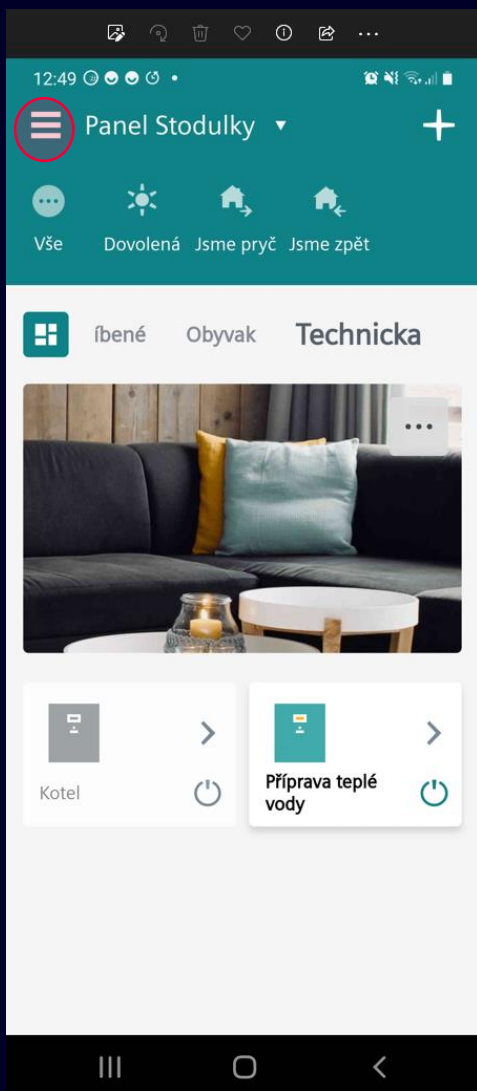 12:49
Panel Stodulky
Vše Dovolená Jsme pryč Jsme zpět
íbené Obyvak Technicka
Kotel
Příprava teplé
vody